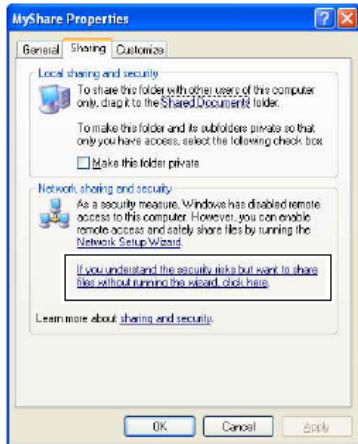 MyShare Properties
General Sharing Customize
Local sharing and security
To share this folder with other users of this computer
only, drag it to the Shared Documents folder.
To make this folder and its subfolders private so that
only you have access, select the following check box.
Make this folder private
Network sharing and security
As a security measure, Windows has disabled remote
access to this computer. However, you can enable
remote access and safely share files by running the
Network Setup Wizard.
If you understand the security risks but want to share
files without running the wizard, click here.
Learn more about sharing and security.
OK Cancel Apply